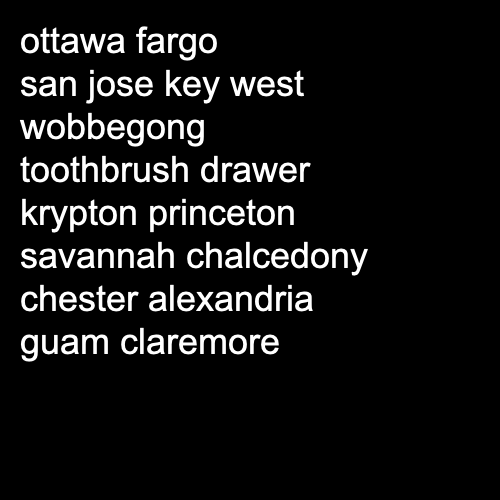 ottawa fargo
san jose key west
wobbegong
toothbrush drawer
krypton princeton
savannah chalcedony
chester alexandria
guam claremore